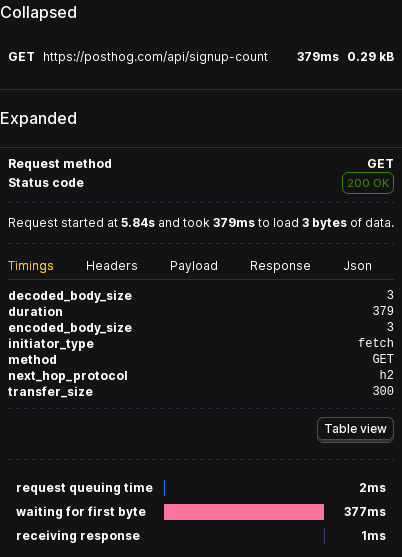 Collapsed
GET https://posthog.com/api/signup-count 379ms 0.29 kB
Expanded
Request method GET
Status code 200 OK
Request started at 5.84s and took 379ms to load 3 bytes of data.
Timings Headers Payload Response Json
decoded_body_size 3
duration 379
encoded_body_size 3
initiator_type fetch
method GET
next_hop_protocol h2
transfer_size 300
Table view
request queuing time 2ms
waiting for first byte 377ms
receiving response 1ms